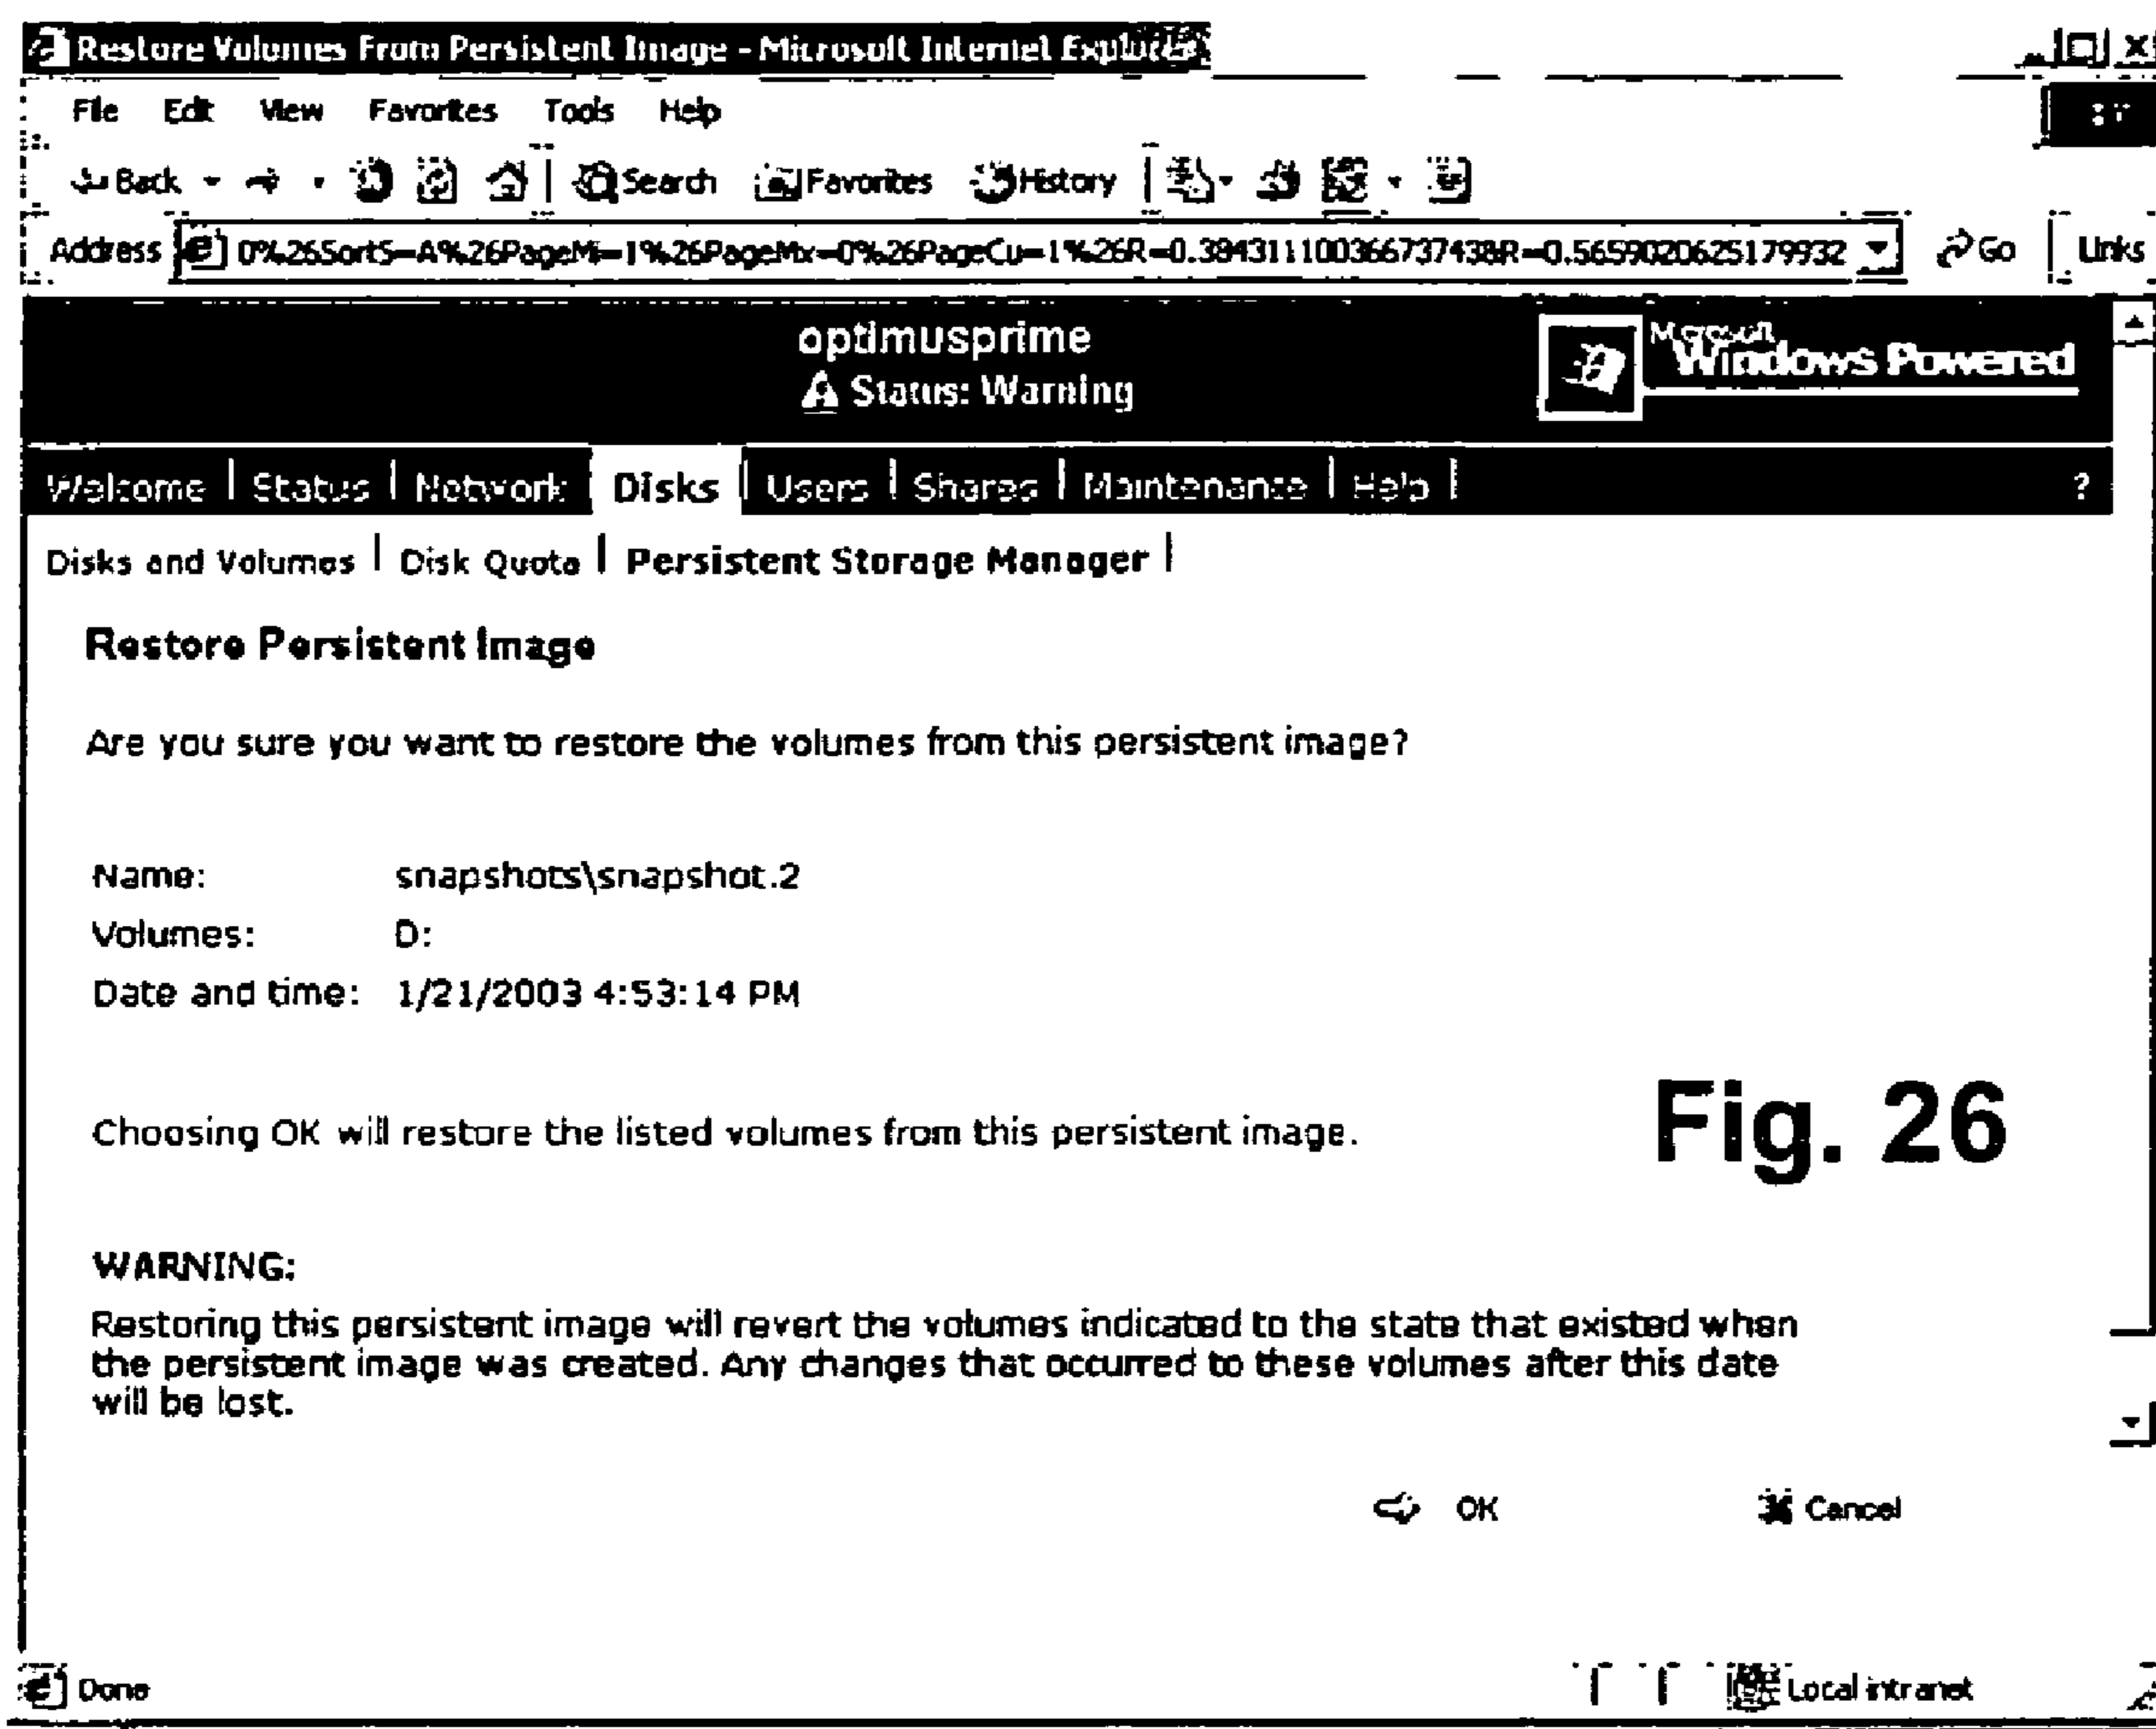 Restore Volumes From Persistent Image - Microsoft Internet Explorer
File Edit View Favorites Tools Help
Back Search Favorites History
Address 0%26SortS=A%26PageMi=1%26PageMx=0%26PageCu=1%26R=0.3843111003667374&R=0.5659020625179932 Go Links
optimusprime
Status: Warning
Microsoft
Windows Powered
Welcome | Status | Network | Disks | Users | Shares | Maintenance | Help | ?
Disks and Volumes | Disk Quota | Persistent Storage Manager |
Restore Persistent Image
Are you sure you want to restore the volumes from this persistent image?
Name: snapshots\snapshot.2
Volumes: D:
Date and time: 1/21/2003 4:53:14 PM
Choosing OK will restore the listed volumes from this persistent image.
Fig. 26
WARNING:
Restoring this persistent image will revert the volumes indicated to the state that existed when
the persistent image was created. Any changes that occurred to these volumes after this date
will be lost.
OK Cancel
Done Local intranet